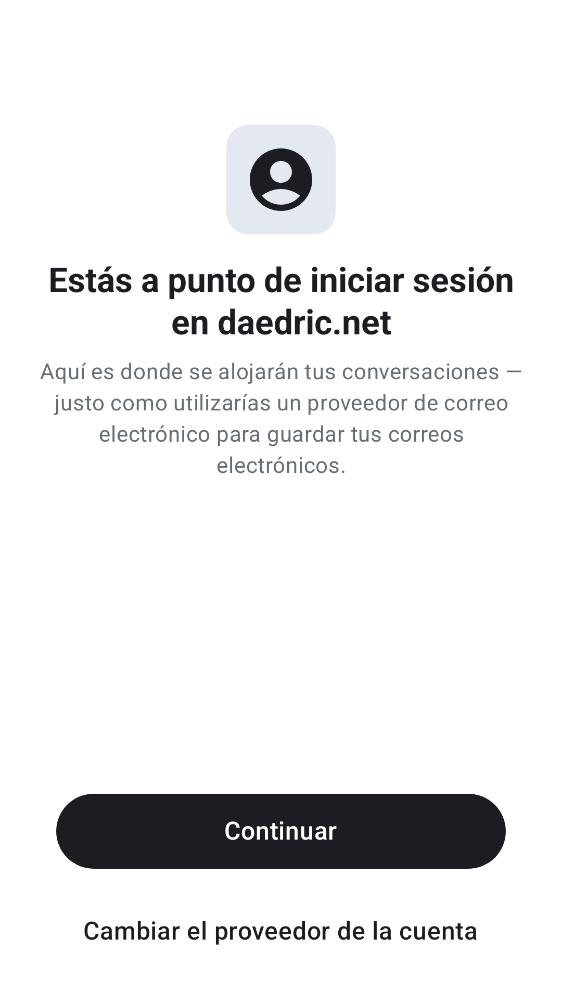 Estás a punto de iniciar sesión
en daedric.net
Aquí es donde se alojarán tus conversaciones —
justo como utilizarías un proveedor de correo
electrónico para guardar tus correos
electrónicos.
Continuar
Cambiar el proveedor de la cuenta